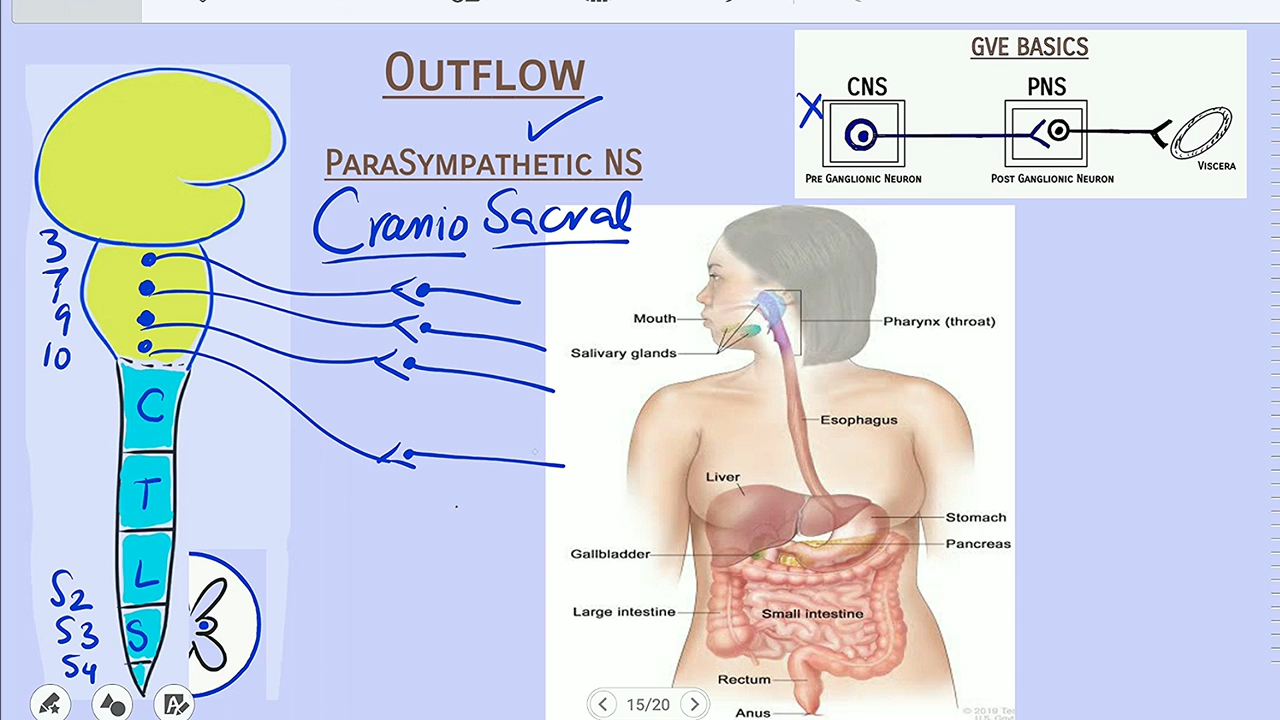 OUTFLOW
PARASYMPATHETIC NS
Cranio Sacral
GVE BASICS
CNS
PNS
X
PRE GANGLIONIC NEURON
POST GANGLIONIC NEURON
VISCERA
3
7
9
10
C
T
L
S
S2
S3
S4
Mouth
Salivary glands
Pharynx (throat)
Esophagus
Liver
Stomach
Pancreas
Gallbladder
Large intestine
Small intestine
Rectum
Anus
15/20
© 2019
U.S.